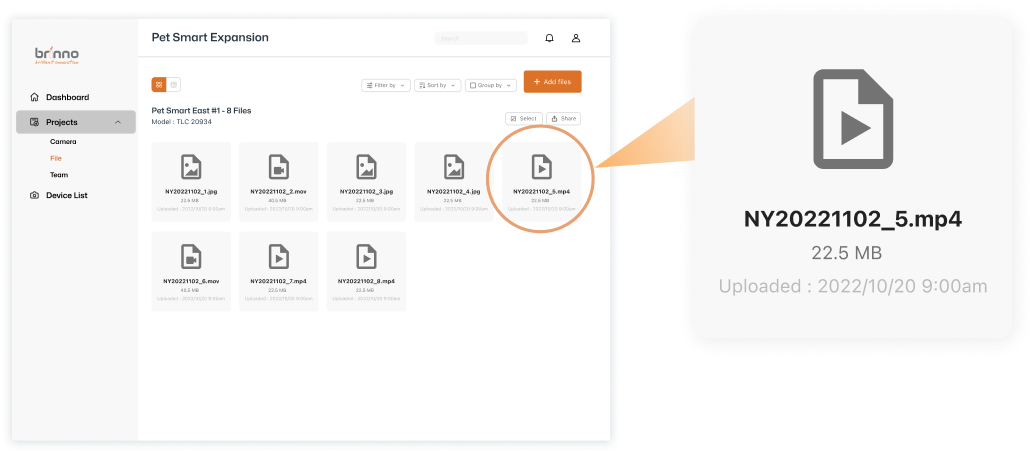 brinno
Pet Smart Expansion
Search
Dashboard
Projects
Camera
File
Team
Device List
Filter by
Sort by
Group by
+ Add files
Pet Smart East #1 - 8 Files
Model : TLC 20934
Select
Share
NY20221102_1.jpg
22.5 MB
Uploaded : 2022/10/20 9:00am
NY20221102_2.mov
40.5 MB
Uploaded : 2022/10/20 9:00am
NY20221102_3.jpg
22.5 MB
Uploaded : 2022/10/20 9:00am
NY20221102_4.jpg
22.5 MB
Uploaded : 2022/10/20 9:00am
NY20221102_5.mp4
22.5 MB
Uploaded : 2022/10/20 9:00am
NY20221102_6.mov
40.5 MB
Uploaded : 2022/10/20 9:00am
NY20221102_7.mp4
22.5 MB
Uploaded : 2022/10/20 9:00am
NY20221102_8.mp4
22.5 MB
Uploaded : 2022/10/20 9:00am
NY20221102_5.mp4
22.5 MB
Uploaded : 2022/10/20 9:00am